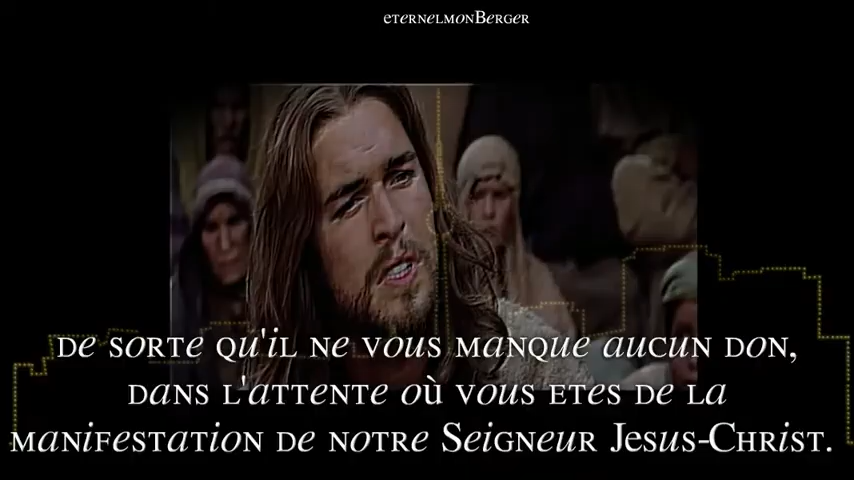 eTERNELMONBERGER
DE SORTE QU'IL NE VOUS MANQUE AUCUN DON,
DANS L'ATTENTE OÙ VOUS ETES DE LA
MANIFESTATION DE NOTRE SEIGNEUR JESUS-CHRIST.